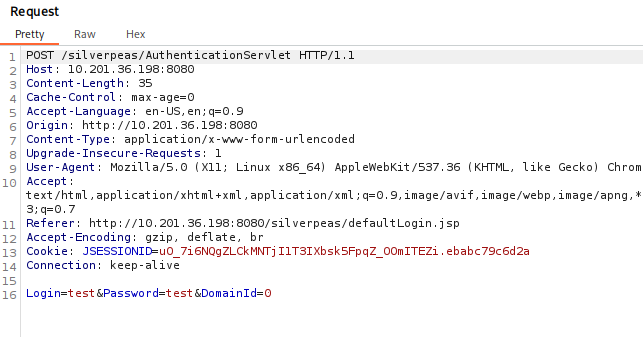 Request
Pretty Raw Hex
1 POST /silverpeas/AuthenticationServlet HTTP/1.1
2 Host: 10.201.36.198:8080
3 Content-Length: 35
4 Cache-Control: max-age=0
5 Accept-Language: en-US,en;q=0.9
6 Origin: http://10.201.36.198:8080
7 Content-Type: application/x-www-form-urlencoded
8 Upgrade-Insecure-Requests: 1
9 User-Agent: Mozilla/5.0 (X11; Linux x86_64) AppleWebKit/537.36 (KHTML, like Gecko) Chrom
10 Accept:
text/html,application/xhtml+xml,application/xml;q=0.9,image/avif,image/webp,image/apng,*
3;q=0.7
11 Referer: http://10.201.36.198:8080/silverpeas/defaultLogin.jsp
12 Accept-Encoding: gzip, deflate, br
13 Cookie: JSESSIONID=uO_7i6NQgZLCkMNTjI1T3IXbsk5FpqZ_OOmITEZi.ebabc79c6d2a
14 Connection: keep-alive
15
16 Login=test&Password=test&DomainId=0